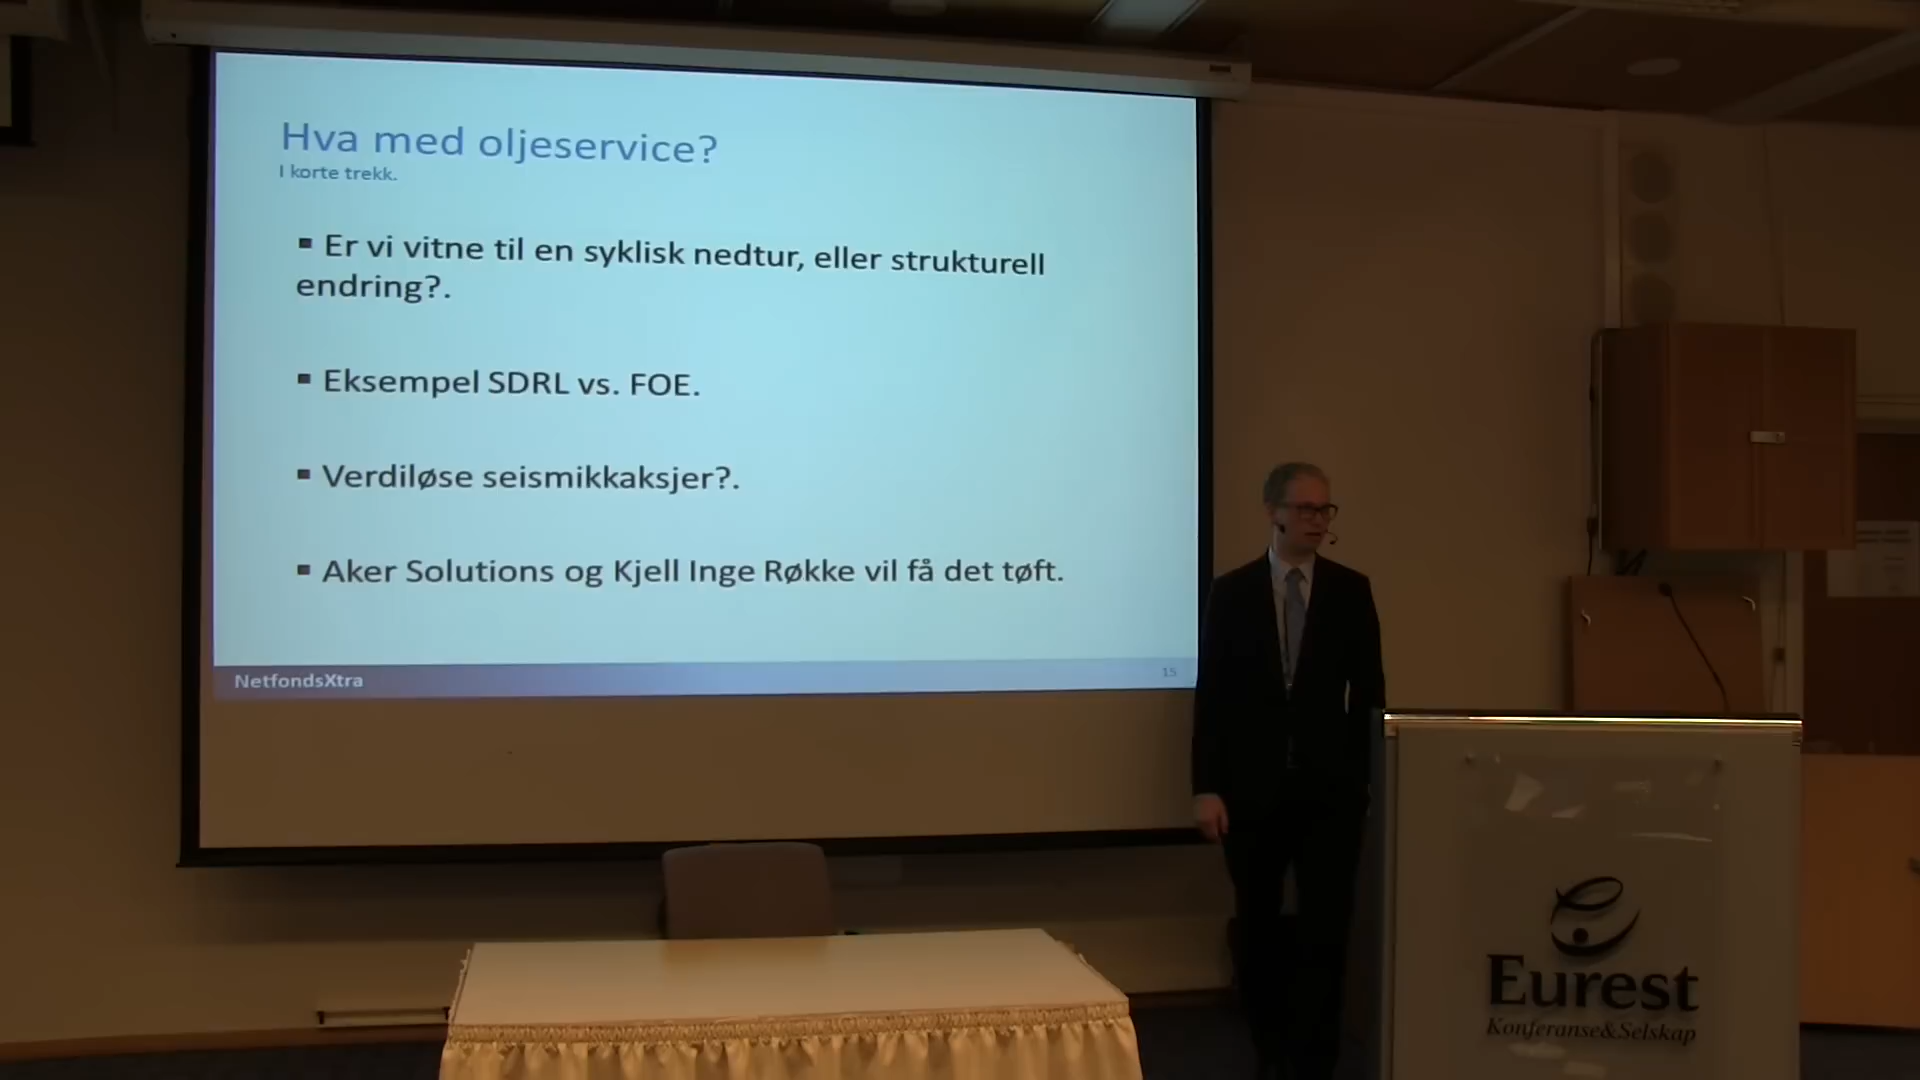 Hva med oljeservice?
I korte trekk.
▪ Er vi vitne til en syklisk nedtur, eller strukturell
endring?.
▪ Eksempel SDRL vs. FOE.
▪ Verdiløse seismikkaksjer?.
▪ Aker Solutions og Kjell Inge Røkke vil få det tøft.
NetfondsXtra
15
Eurest
Konferanse&Selskap